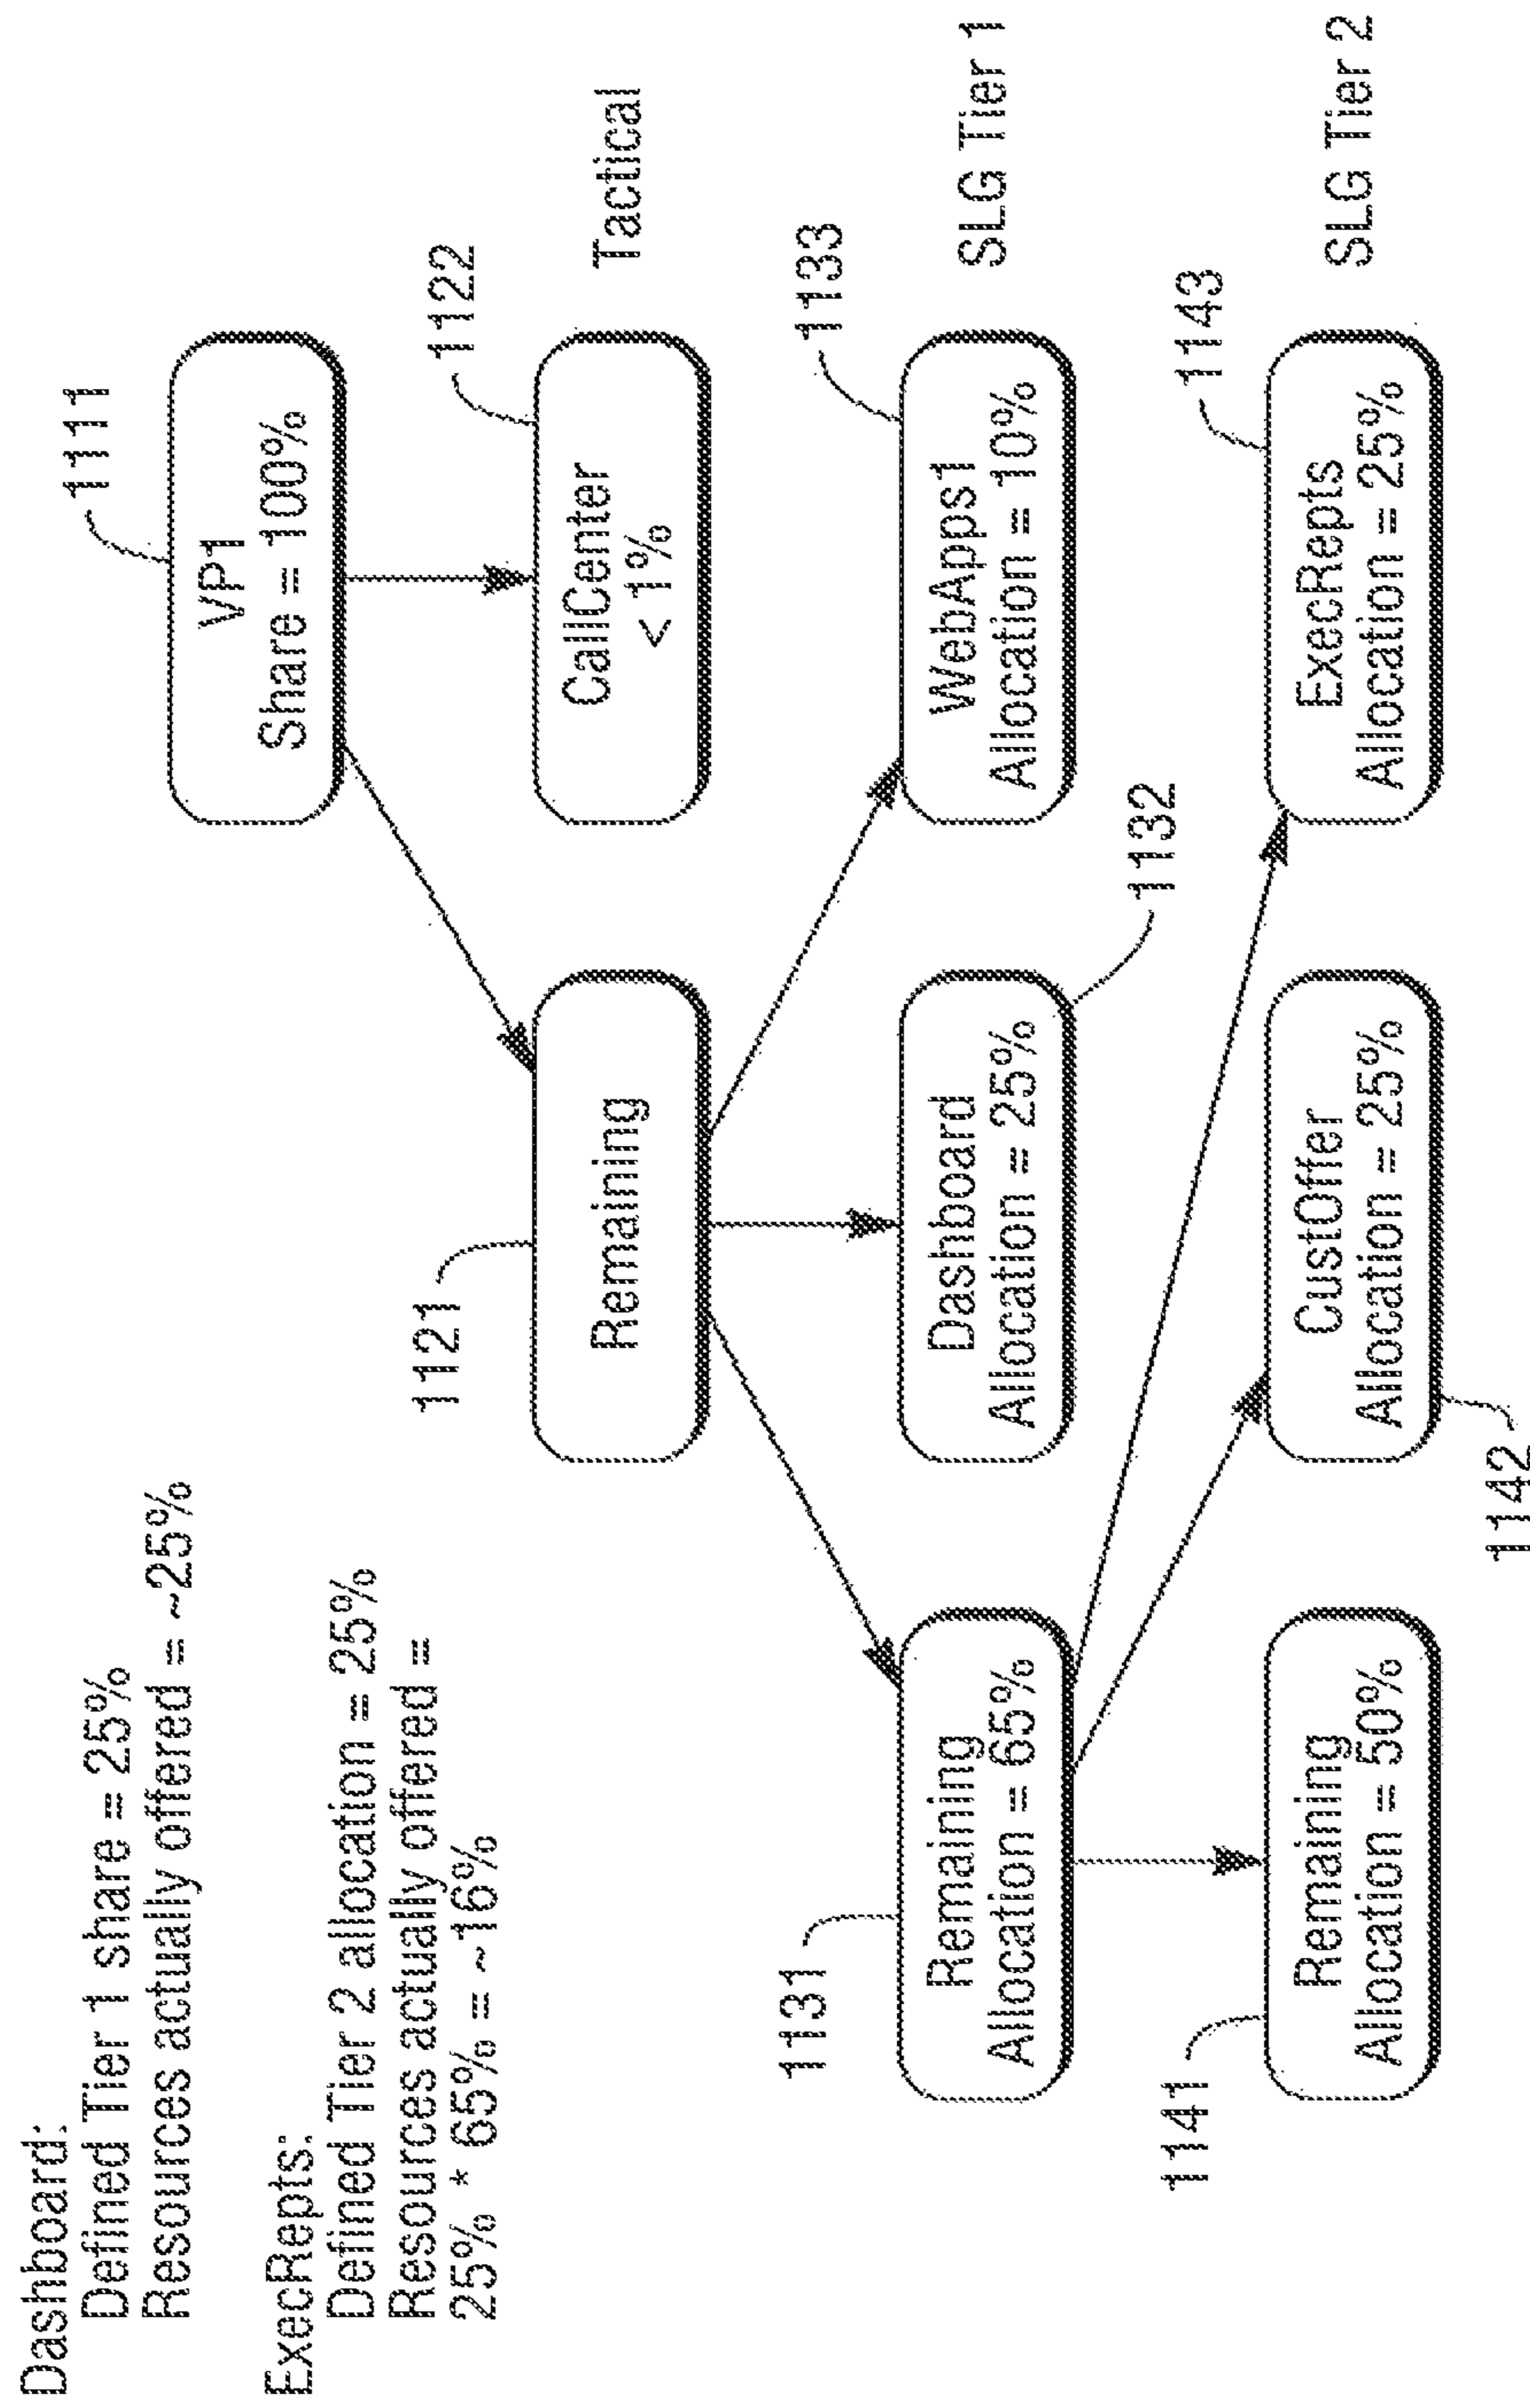 Dashboard:
Defined Tier 1 share = 25%
Resources actually offered = ~25%
ExecRepts:
Defined Tier 2 allocation = 25%
Resources actually offered =
25% * 65% = ~16%
1111
VP1
Share = 100%
1121
Remaining
1122
CallCenter
< 1%
Tactical
1131
Remaining
Allocation = 65%
Dashboard
Allocation = 25%
1132
1133
WebApps1
Allocation = 10%
SLG Tier 1
1141
Remaining
Allocation = 50%
CustOffer
Allocation = 25%
1142
1143
ExecRepts
Allocation = 25%
SLG Tier 2